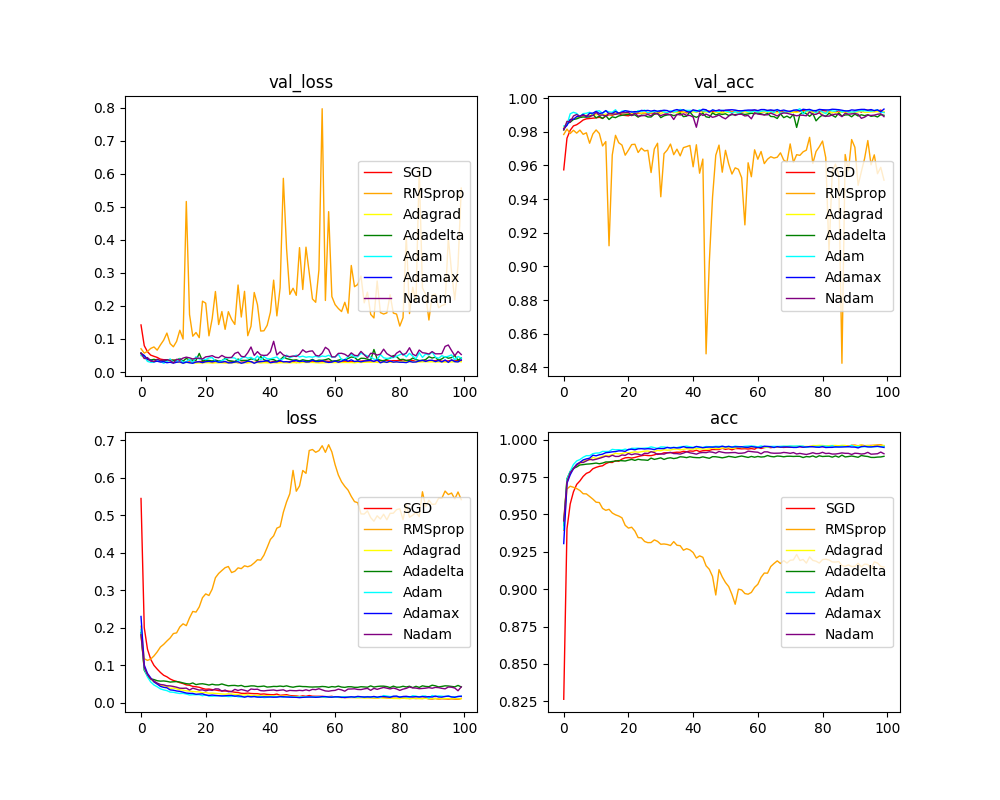 val_loss
0.8
0.7
0.6
0.5
0.4
0.3
0.2
0.1
0.0
0 20 40 60 80 100
SGD
RMSprop
Adagrad
Adadelta
Adam
Adamax
Nadam
val_acc
1.00
0.98
0.96
0.94
0.92
0.90
0.88
0.86
0.84
0 20 40 60 80 100
SGD
RMSprop
Adagrad
Adadelta
Adam
Adamax
Nadam
loss
0.7
0.6
0.5
0.4
0.3
0.2
0.1
0.0
0 20 40 60 80 100
SGD
RMSprop
Adagrad
Adadelta
Adam
Adamax
Nadam
acc
1.000
0.975
0.950
0.925
0.900
0.875
0.850
0.825
0 20 40 60 80 100
SGD
RMSprop
Adagrad
Adadelta
Adam
Adamax
Nadam